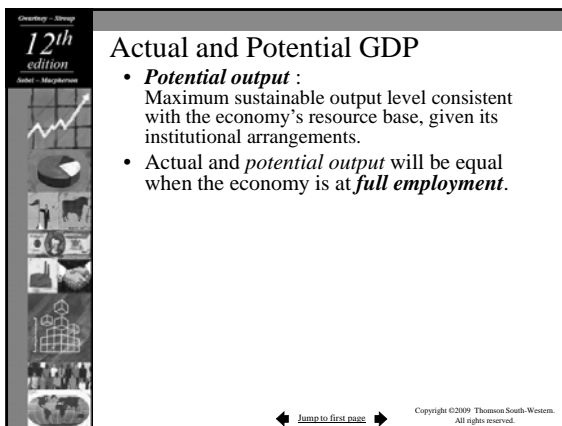 Gwartney – Stroup
12th
edition
Sobel – Macpherson
Actual and Potential GDP
• Potential output :
Maximum sustainable output level consistent
with the economy’s resource base, given its
institutional arrangements.
• Actual and potential output will be equal
when the economy is at full employment.
Jump to first page
Copyright ©2009 Thomson South-Western.
All rights reserved.